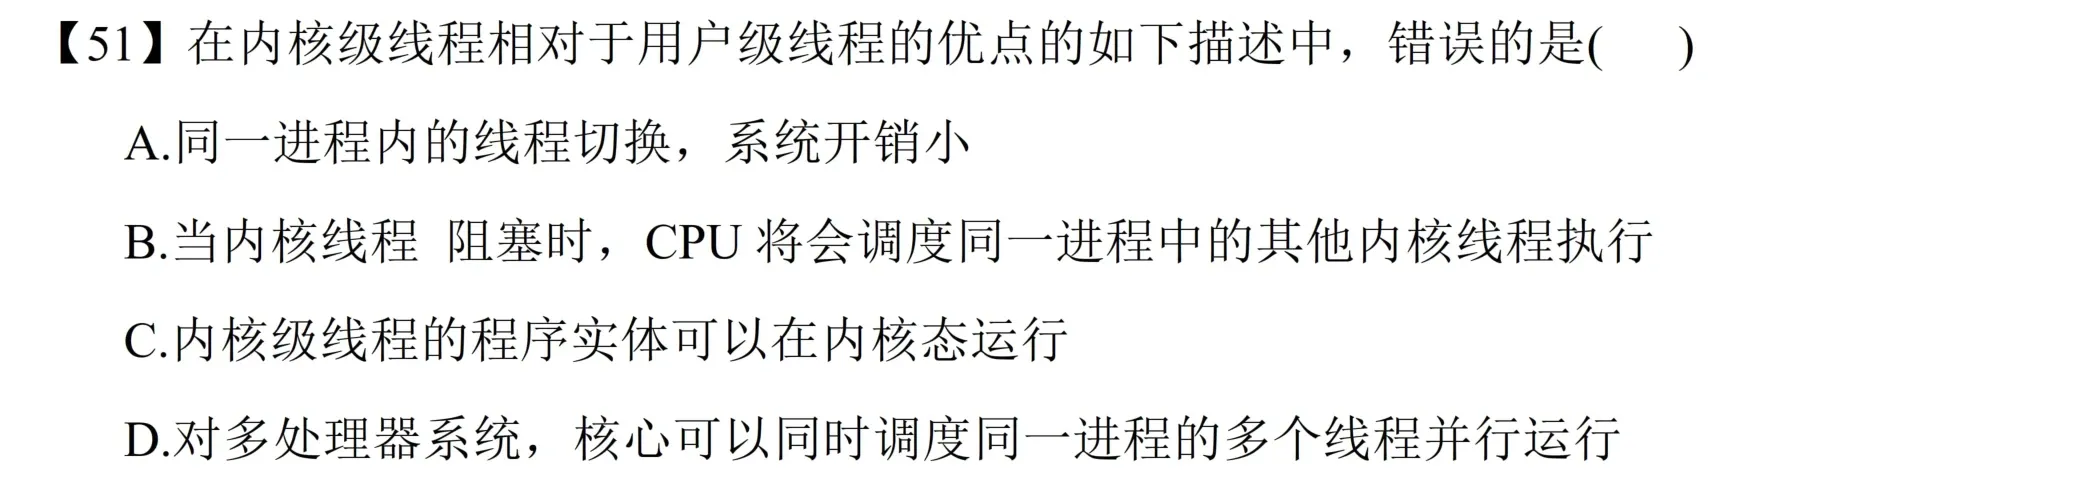 【51】在内核级线程相对于用户级线程的优点的如下描述中，错误的是(    )
A.同一进程内的线程切换，系统开销小
B.当内核线程 阻塞时，CPU 将会调度同一进程中的其他内核线程执行
C.内核级线程的程序实体可以在内核态运行
D.对多处理器系统，核心可以同时调度同一进程的多个线程并行运行